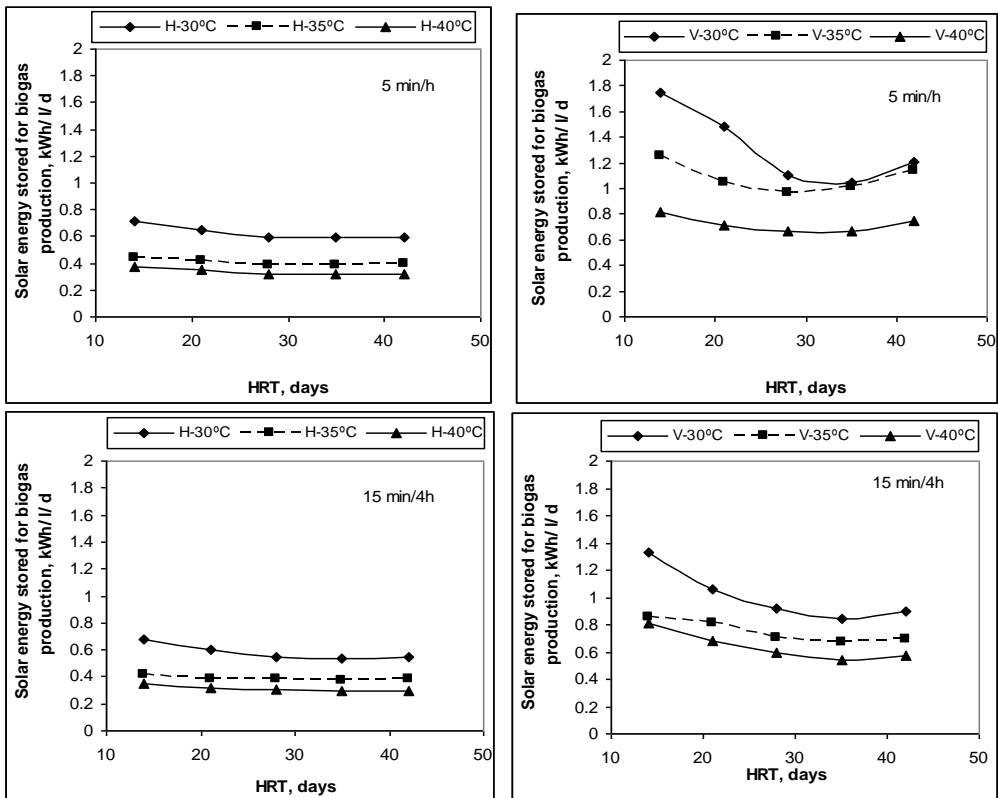 H-30ºC H-35ºC H-40ºC
5 min/h
Solar energy stored for biogas
production, kWh/ l/ d
2
1.8
1.6
1.4
1.2
1
0.8
0.6
0.4
0.2
0
10 20 30 40 50
HRT, days
V-30ºC V-35ºC V-40ºC
5 min/h
Solar energy stored for biogas
production, kWh/ l/ d
2
1.8
1.6
1.4
1.2
1
0.8
0.6
0.4
0.2
0
10 20 30 40 50
HRT, days
H-30ºC H-35ºC H-40ºC
15 min/4h
Solar energy stored for biogas
production, kWh/ l/ d
2
1.8
1.6
1.4
1.2
1
0.8
0.6
0.4
0.2
0
10 20 30 40 50
HRT, days
V-30ºC V-35ºC V-40ºC
15 min/4h
Solar energy stored for biogas
production, kWh/ l/ d
2
1.8
1.6
1.4
1.2
1
0.8
0.6
0.4
0.2
0
10 20 30 40 50
HRT, days